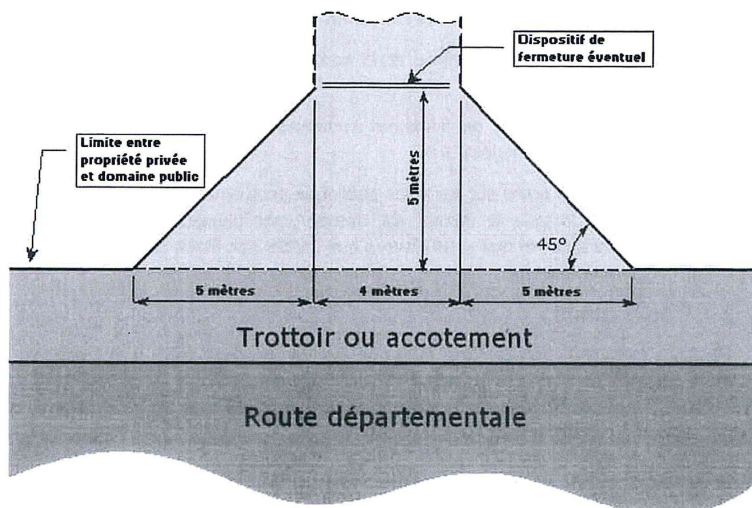 Dispositif de
fermeture éventuel
Limite entre
propriété privée
et domaine public
5 mètres
45°
5 mètres
4 mètres
5 mètres
Trottoir ou accotement
Route départementale